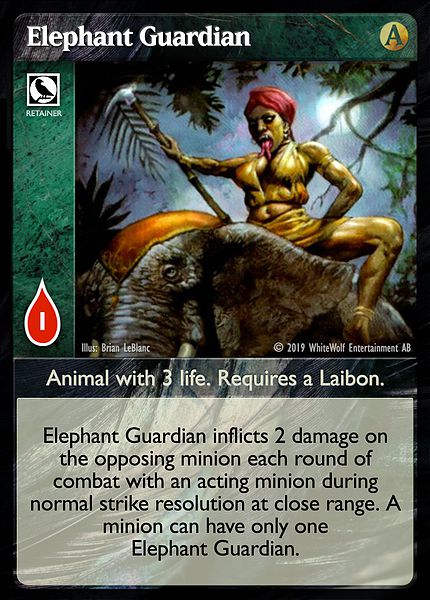 Elephant Guardian
A
RETAINER
1
Illus: Brian LeBlanc © 2019 WhiteWolf Entertainment AB
Animal with 3 life. Requires a Laibon.
Elephant Guardian inflicts 2 damage on
the opposing minion each round of
combat with an acting minion during
normal strike resolution at close range. A
minion can have only one
Elephant Guardian.